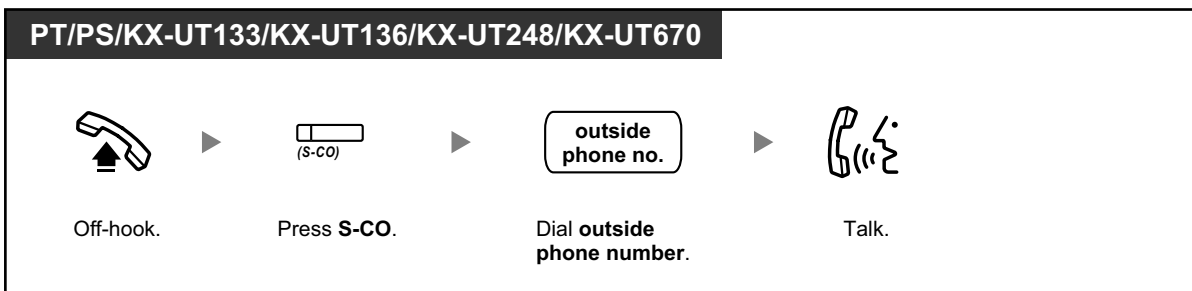 PT/PS/KX-UT133/KX-UT136/KX-UT248/KX-UT670
(S-CO)
outside
phone no.
Off-hook.
Press S-CO.
Dial outside
phone number.
Talk.